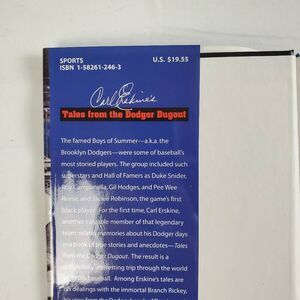 SPORTS
ISBN 1-58261-246-3
U.S. $19.55
Carl Erskine's
Tales from the Dodger Dugout
The famed Boys of Summer—a.k.a. the
Brooklyn Dodgers—were some of baseball's
most storied players. The group included such
superstars and Hall of Famers as Duke Snider,
Roy Campanella, Gil Hodges, and Pee Wee
Reese, and Jackie Robinson, the game's first
black player. For the first time, Carl Erskine,
another valuable member of that legendary
team, relates memories about his Dodger days
in a book of true stories and anecdotes—Tales
from the Dodger Dugout. The result is a
interesting trip through the world
baseball. Among Erskine's tales are
dealings with the immortal Branch Rickey,